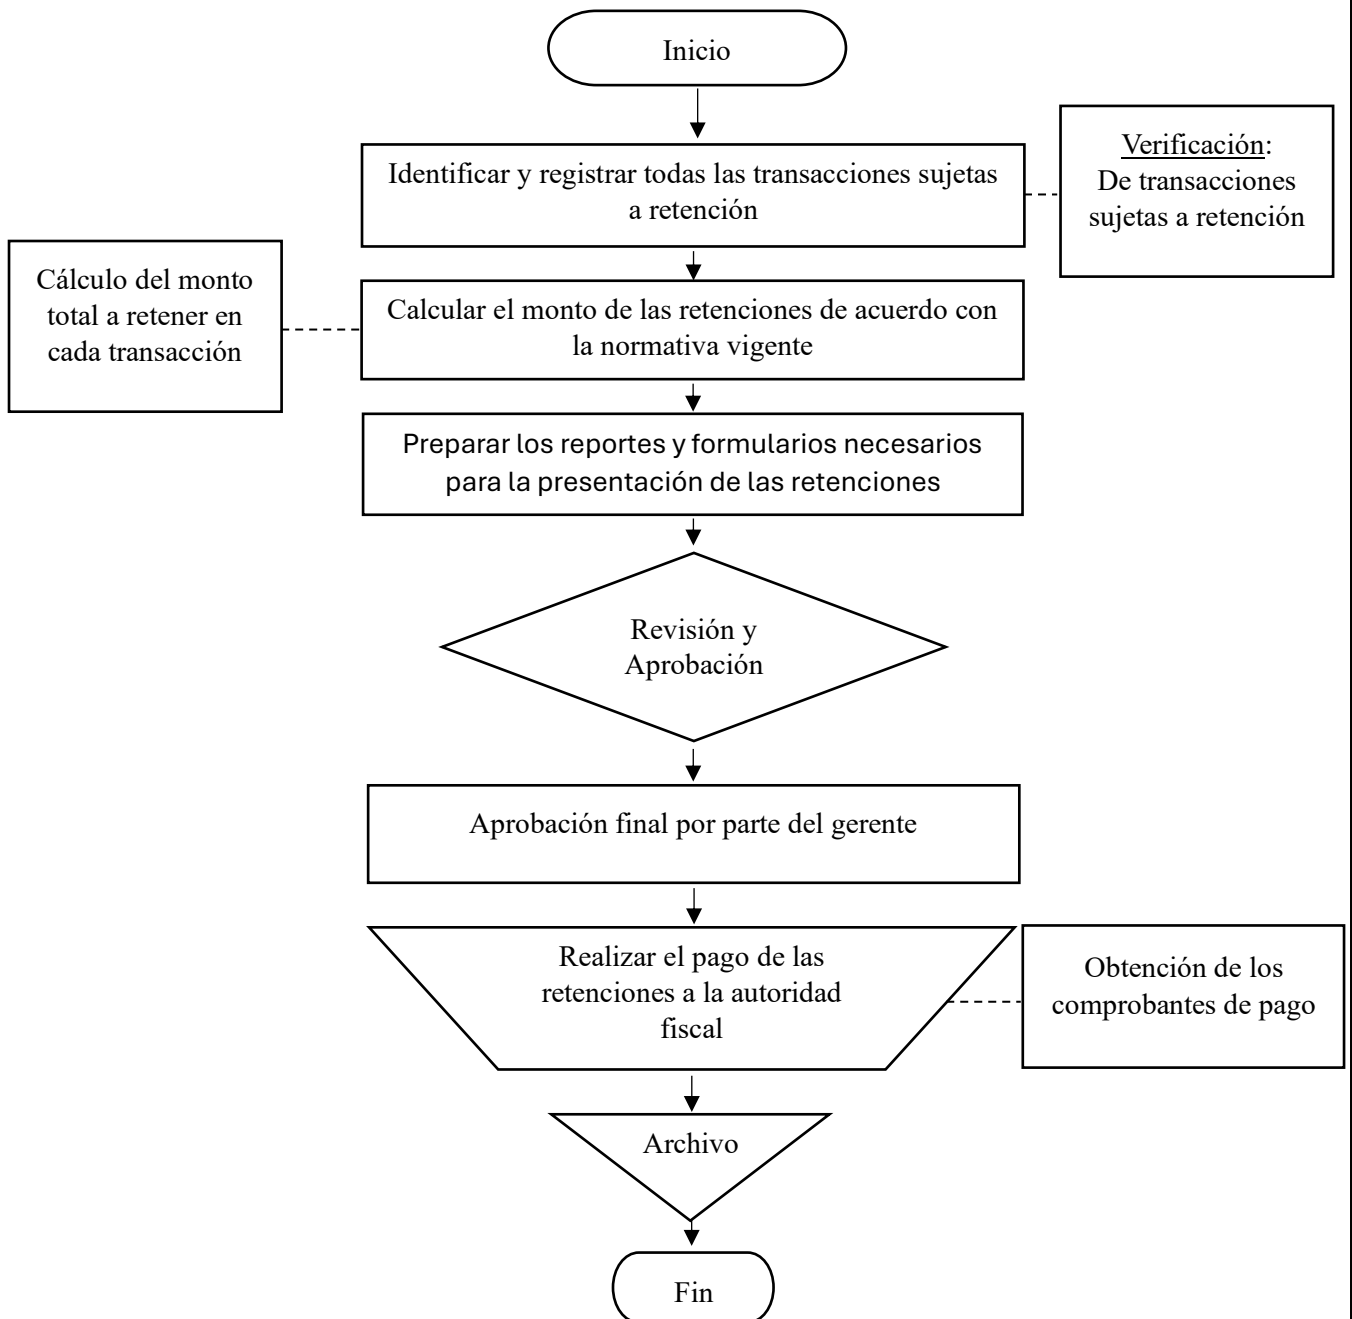 Inicio
Identificar y registrar todas las transacciones sujetas
a retención
Verificación:
De transacciones
sujetas a retención
Cálculo del monto
total a retener en
cada transacción
Calcular el monto de las retenciones de acuerdo con
la normativa vigente
Preparar los reportes y formularios necesarios
para la presentación de las retenciones
Revisión y
Aprobación
Aprobación final por parte del gerente
Realizar el pago de las
retenciones a la autoridad
fiscal
Obtención de los
comprobantes de pago
Archivo
Fin